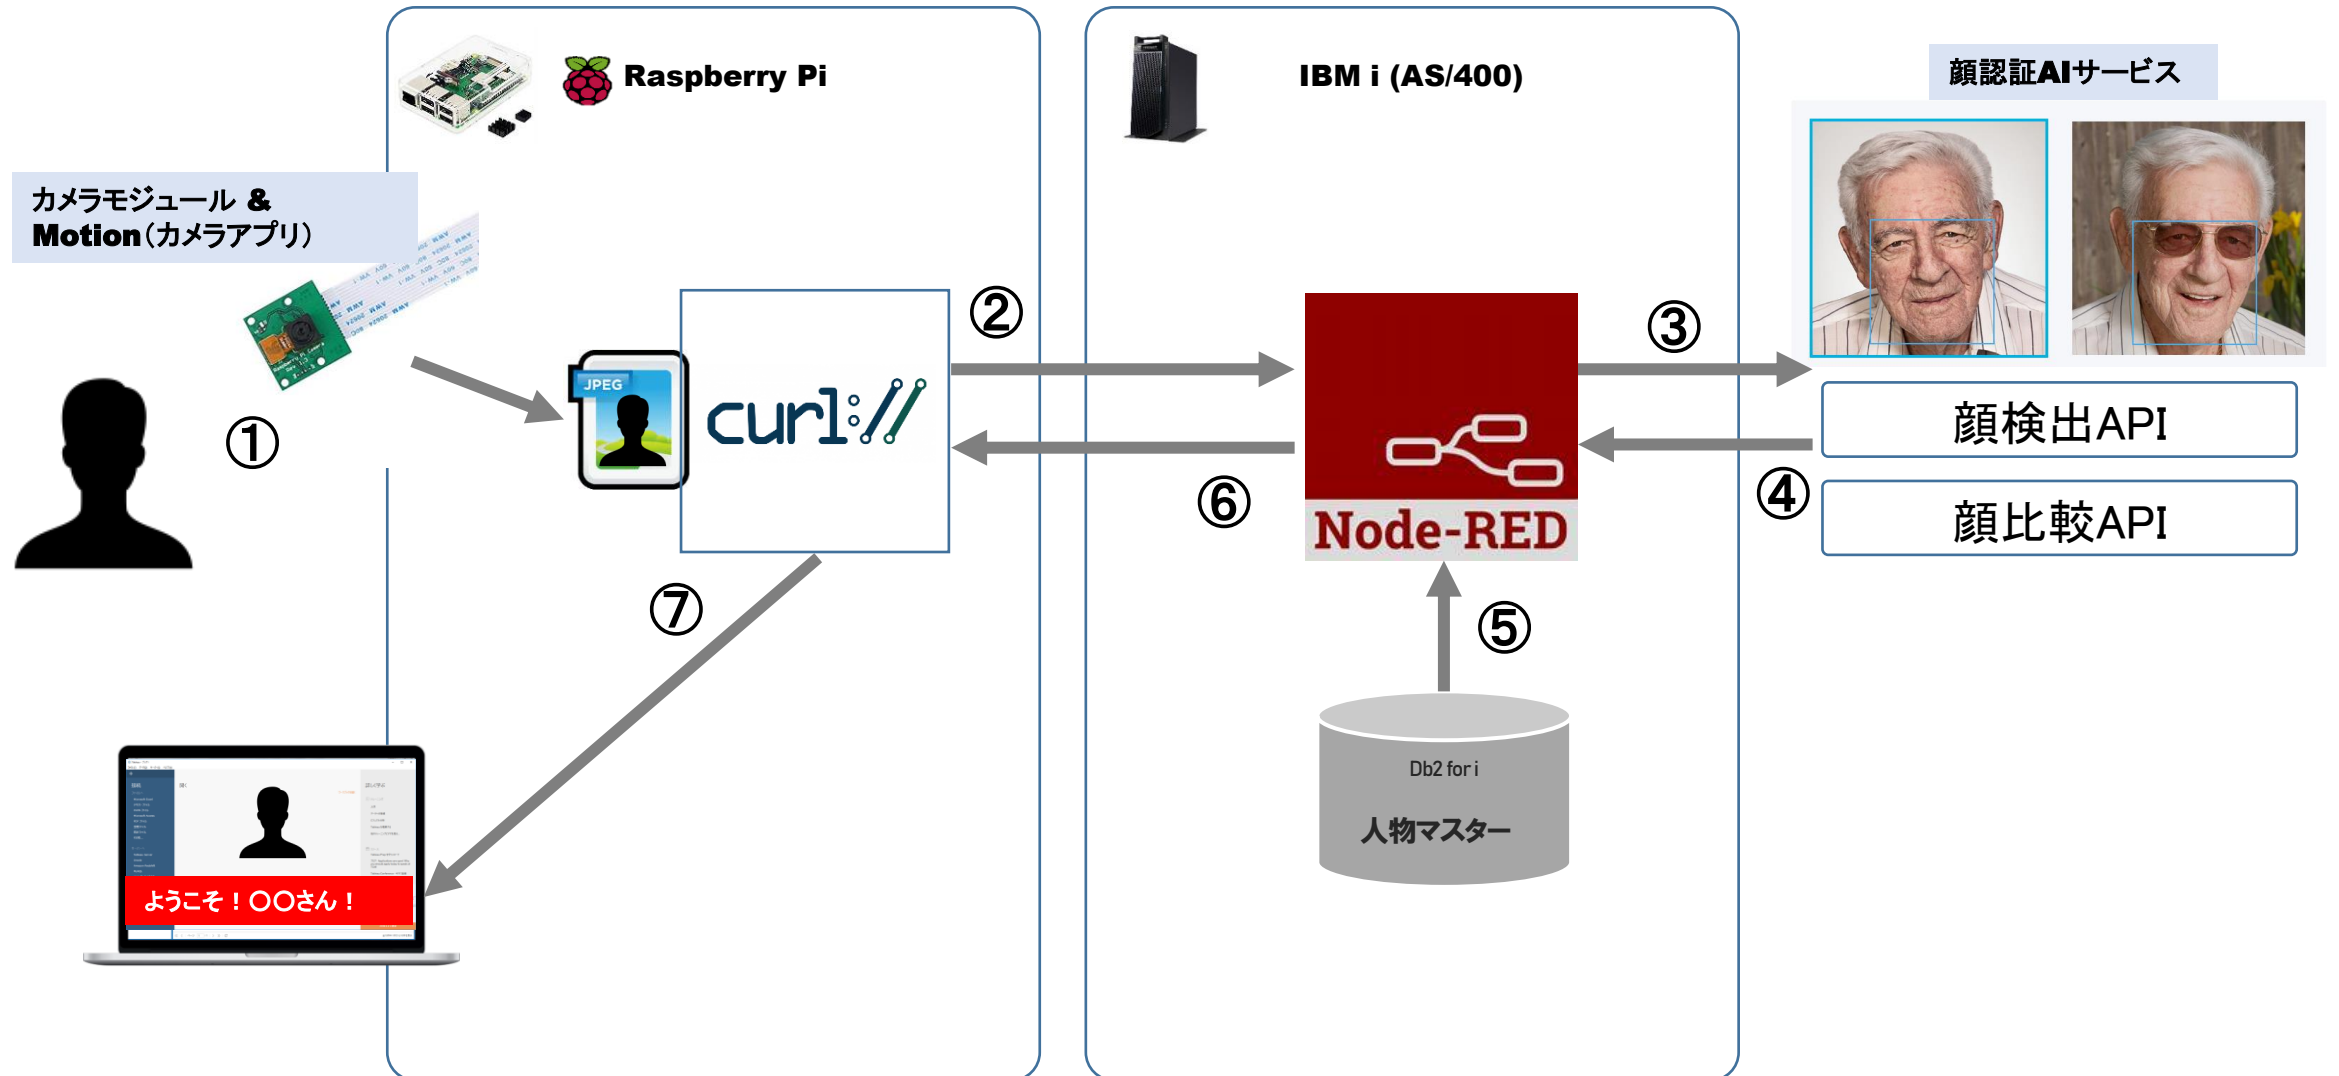 Raspberry Pi
IBM i (AS/400)
顔認証AIサービス
カメラモジュール &
Motion(カメラアプリ)
①
JPEG
curl://
②
③
④
⑤
⑥
⑦
Node-RED
顔検出API
顔比較API
Db2 for i
人物マスター
ようこそ!〇〇さん!